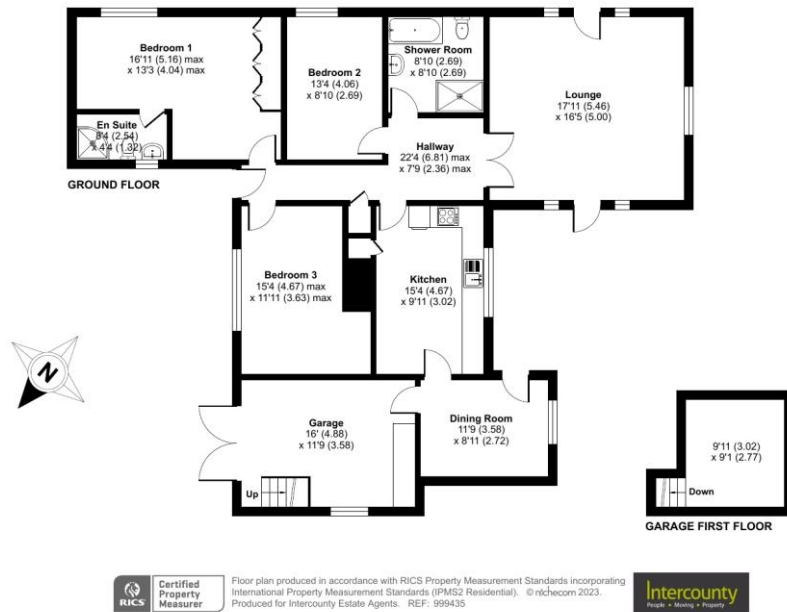 Bedroom 1
16'11 (5.16) max
x 13'3 (4.04) max
Bedroom 2
13'4 (4.06)
x 8'10 (2.69)
Shower Room
8'10 (2.69)
x 8'10 (2.69)
Lounge
17'11 (5.46)
x 16'5 (5.00)
En Suite
8'4 (2.54)
x 4'4 (1.32)
Hallway
22'4 (6.81) max
x 7'9 (2.36) max
GROUND FLOOR
Bedroom 3
15'4 (4.67) max
x 11'11 (3.63) max
Kitchen
15'4 (4.67)
x 9'11 (3.02)
N
Garage
16' (4.88)
x 11'9 (3.58)
Dining Room
11'9 (3.58)
x 8'11 (2.72)
Up
9'11 (3.02)
x 9'1 (2.77)
Down
GARAGE FIRST FLOOR
RICS
Certified
Property
Measurer
Floor plan produced in accordance with RICS Property Measurement Standards incorporating
International Property Measurement Standards (IPMS2 Residential). © nichecom 2023.
Produced for Intercounty Estate Agents. REF: 999435
Intercounty
People • Moving • Property